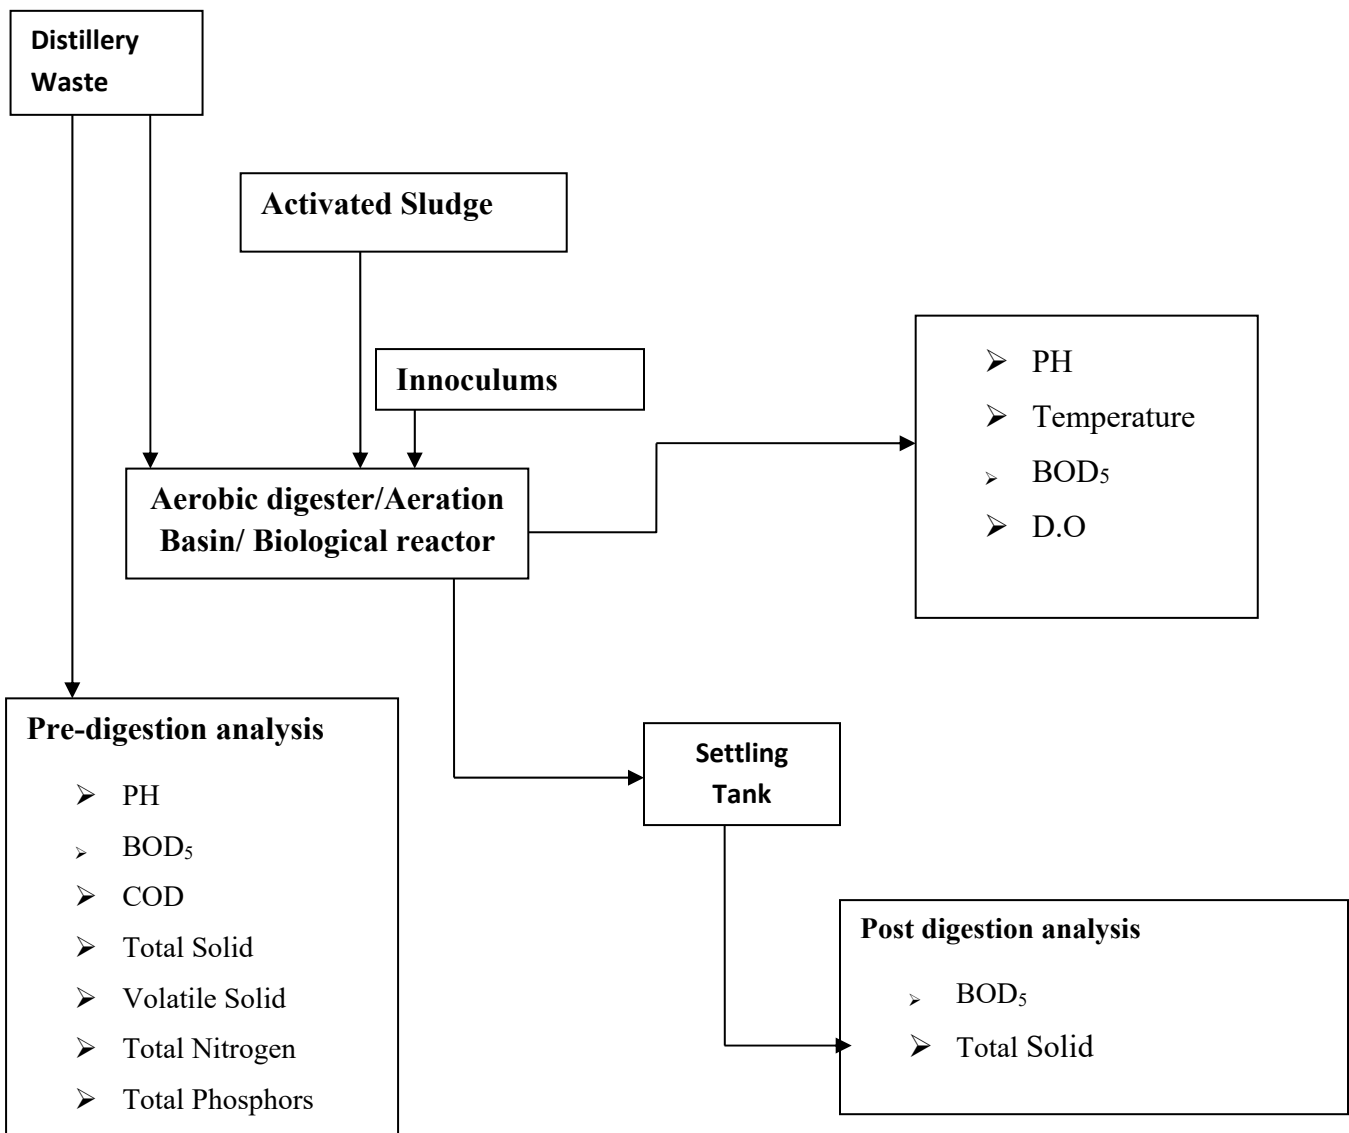 Distillery
Waste
Activated Sludge
Innoculums
Aerobic digester/Aeration
Basin/ Biological reactor
➢ PH
➢ Temperature
➢ BOD₅
➢ D.O
Pre-digestion analysis
➢ PH
➢ BOD₅
➢ COD
➢ Total Solid
➢ Volatile Solid
➢ Total Nitrogen
➢ Total Phosphors
Settling
Tank
Post digestion analysis
➢ BOD₅
➢ Total Solid